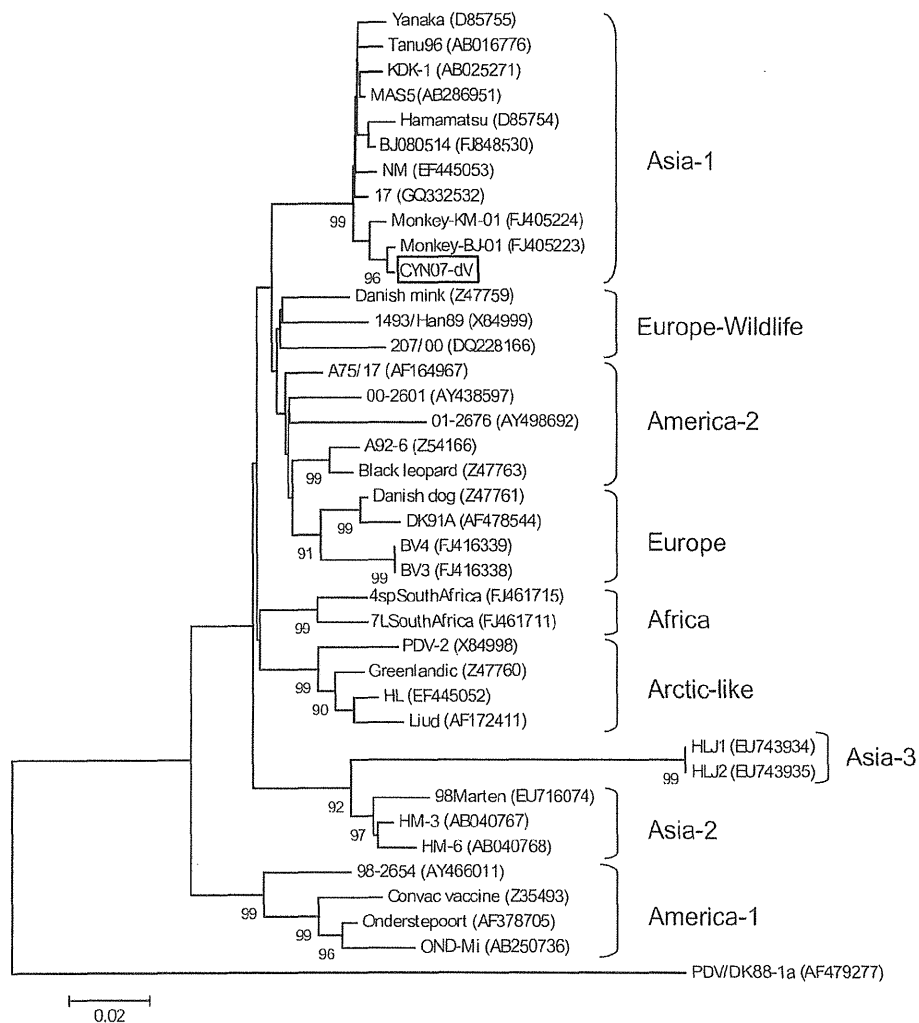 Yanaka (D85755)
Tanu96 (AB016776)
KDK-1 (AB025271)
MAS5(AB286951)
Hamamatsu (D85754)
BJ080514 (FJ848530)
Asia-1
NM (EF445053)
17 (GQ332532)
99
Monkey-KM-01 (FJ405224)
Monkey-BJ-01 (FJ405223)
96
CYN07-dV
Danish mink (Z47759)
1493/Han89 (X84999)
Europe-Wildlife
207/00 (DQ228166)
A75/17 (AF164967)
00-2601 (AY438597)
01-2676 (AY498692)
America-2
A92-6 (Z54166)
99
Black leopard (Z47763)
Danish dog (Z47761)
99
DK91A (AF478544)
Europe
91
BV4 (FJ416339)
99
BV3 (FJ416338)
4spSouthAfrica (FJ461715)
Africa
99
7LSouthAfrica (FJ461711)
PDV-2 (X84998)
99
Greenlandic (Z47760)
Arctic-like
90
HL (EF445052)
Liud (AF172411)
HLJ1 (EU743934)
Asia-3
99
HLJ2 (EU743935)
92
98Marten (EU716074)
97
HM-3 (AB040767)
Asia-2
HM-6 (AB040768)
98-2654 (AY466011)
99
Convac vaccine (Z35493)
America-1
99
Onderstepoort (AF378705)
96
OND-Mi (AB250736)
PDV/DK88-1a (AF479277)
0.02